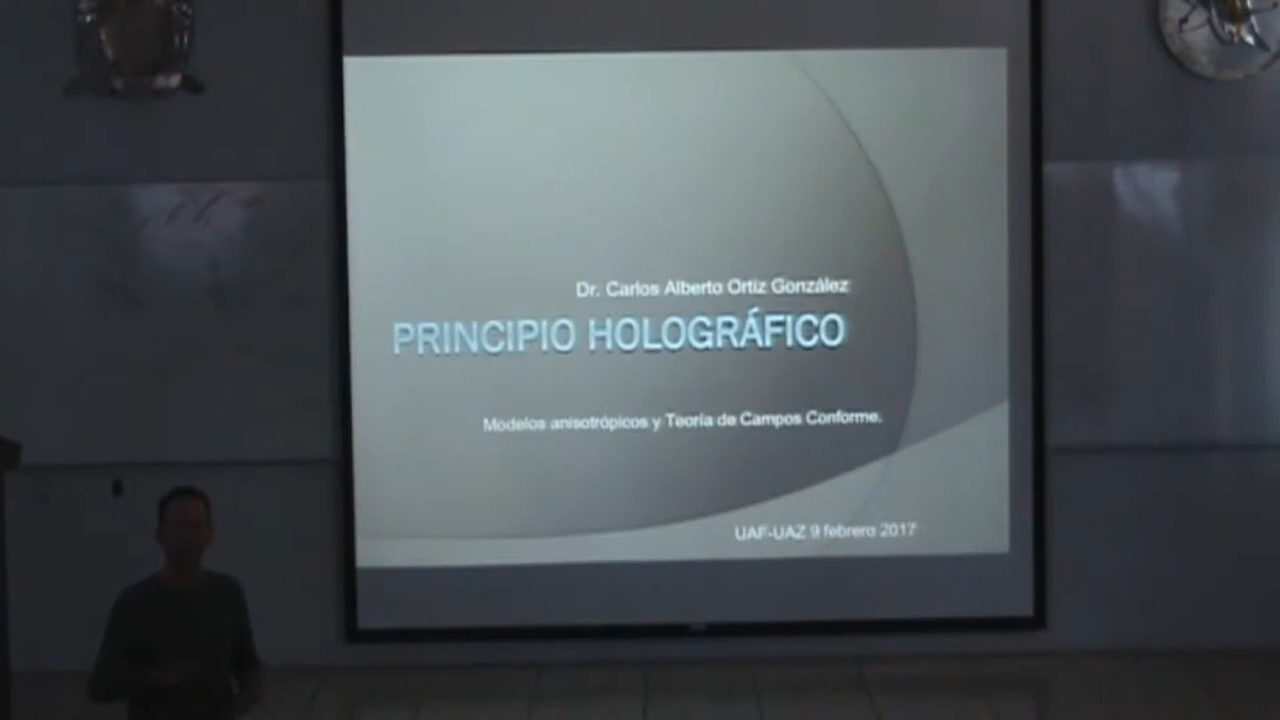 Dr. Carlos Alberto Ortiz González
PRINCIPIO HOLOGRÁFICO
Modelos anisotrópicos y Teoría de Campos Conforme.
UAF-UAZ 9 febrero 2017